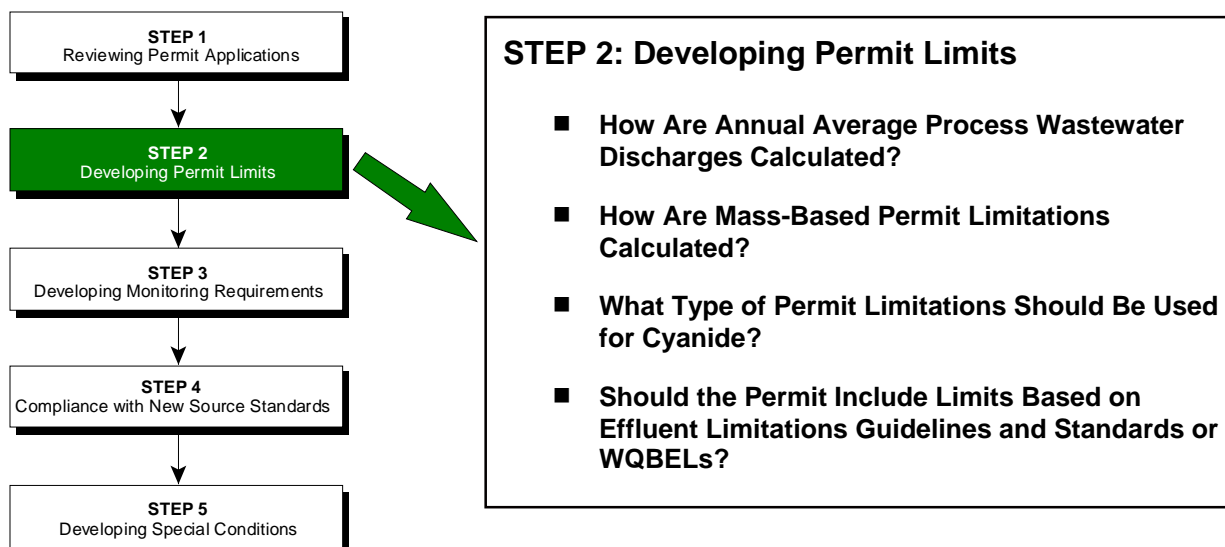 STEP 1
Reviewing Permit Applications
STEP 2
Developing Permit Limits
STEP 3
Developing Monitoring Requirements
STEP 4
Compliance with New Source Standards
STEP 5
Developing Special Conditions
STEP 2: Developing Permit Limits
■ How Are Annual Average Process Wastewater
Discharges Calculated?
■ How Are Mass-Based Permit Limitations
Calculated?
■ What Type of Permit Limitations Should Be Used
for Cyanide?
■ Should the Permit Include Limits Based on
Effluent Limitations Guidelines and Standards or
WQBELs?